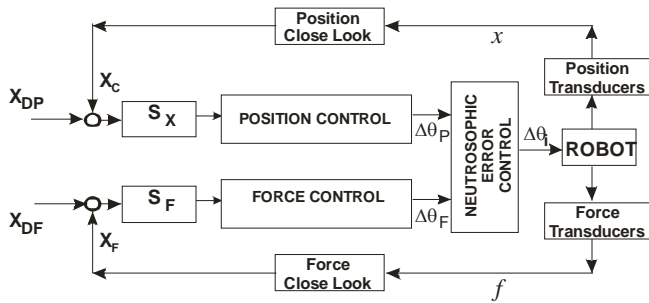 Position
Close Look
x
X_C
Position
Transducers
X_DP
S_X
POSITION CONTROL
Δθ_P
NEUTROSOPHIC
ERROR
CONTROL
Δθ_i
ROBOT
X_DF
S_F
FORCE CONTROL
Δθ_F
Force
Transducers
X_F
Force
Close Look
f